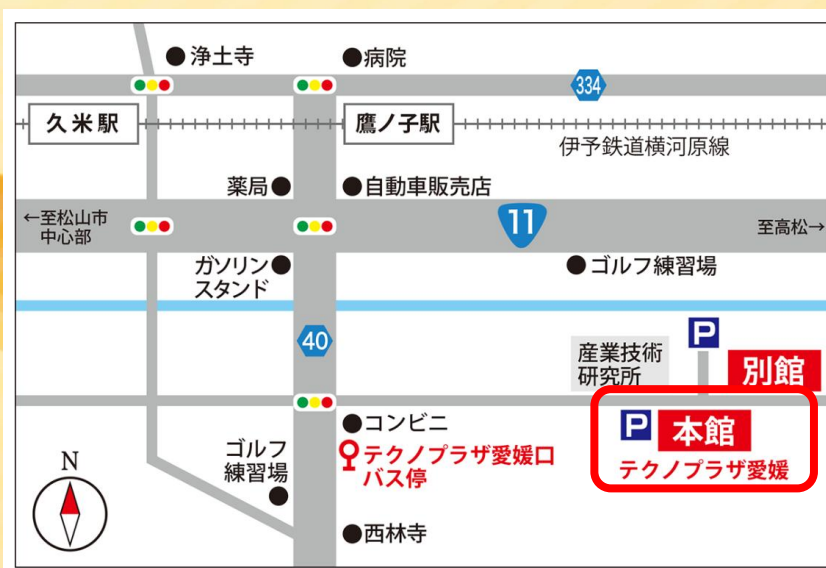 浄土寺
病院
334
久米駅
鷹ノ子駅
伊予鉄道横河原線
薬局
自動車販売店
←至松山市
中心部
11
至高松→
ガソリン
スタンド
ゴルフ練習場
40
産業技術
研究所
P
別館
コンビニ
P
本館
テクノプラザ愛媛口
バス停
テクノプラザ愛媛
ゴルフ
練習場
N
西林寺